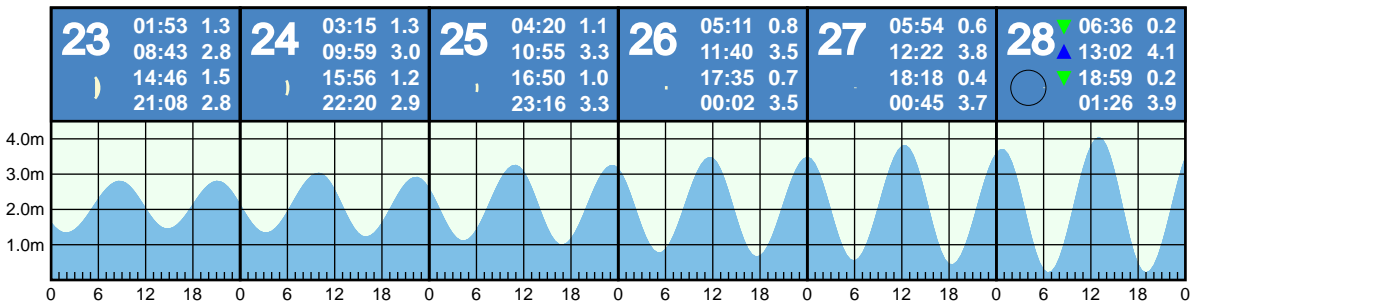 23 01:53 1.3 24 03:15 1.3 25 04:20 1.1 26 05:11 0.8 27 05:54 0.6 28 06:36 0.2
08:43 2.8 09:59 3.0 10:55 3.3 11:40 3.5 12:22 3.8 13:02 4.1
14:46 1.5 15:56 1.2 16:50 1.0 17:35 0.7 18:18 0.4 18:59 0.2
21:08 2.8 22:20 2.9 23:16 3.3 00:02 3.5 00:45 3.7 01:26 3.9
4.0m
3.0m
2.0m
1.0m
0 6 12 18 0 6 12 18 0 6 12 18 0 6 12 18 0 6 12 18 0 6 12 18 0